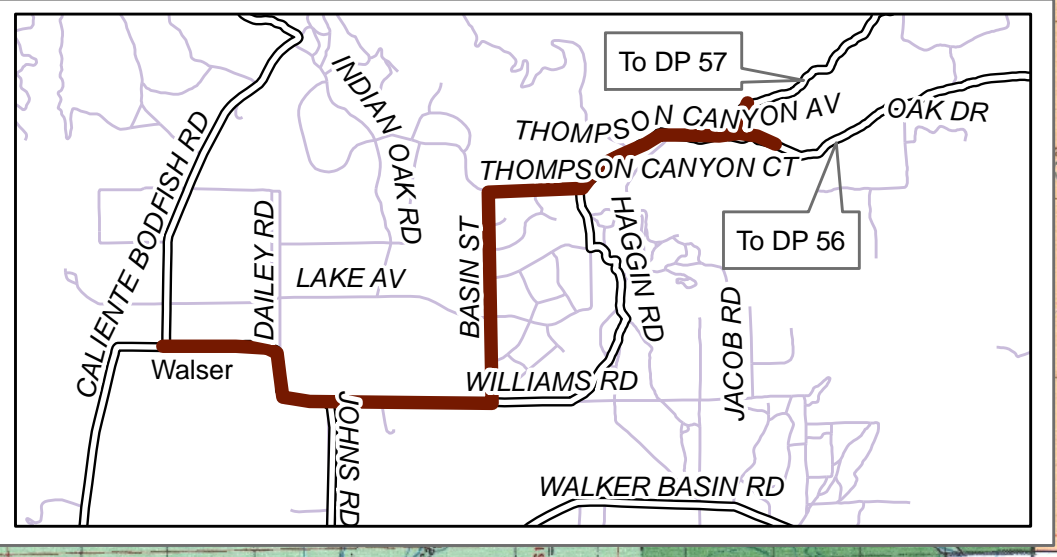 To DP 57
INDIAN OAK RD
CALIENTE BODFISH RD
THOMPSON CANYON AV
OAK DR
THOMPSON CANYON CT
DAILEY RD
BASIN ST
HAGGIN RD
To DP 56
LAKE AV
JACOB RD
Walser
WILLIAMS RD
JOHNS RD
WALKER BASIN RD